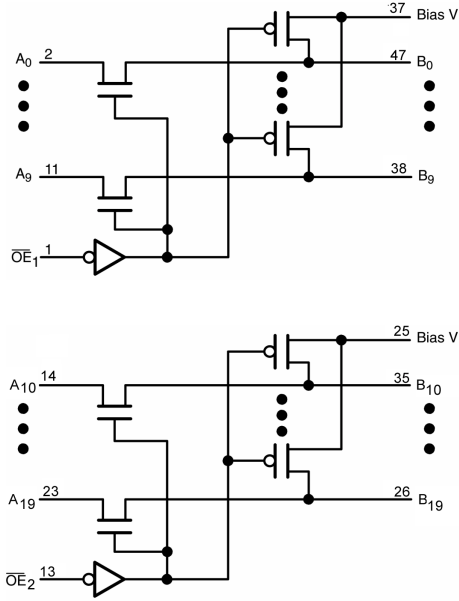 37 Bias V
A0 2 47 B0
A9 11 38 B9
OE1 1
25 Bias V
A10 14 35 B10
A19 23 26 B19
OE2 13